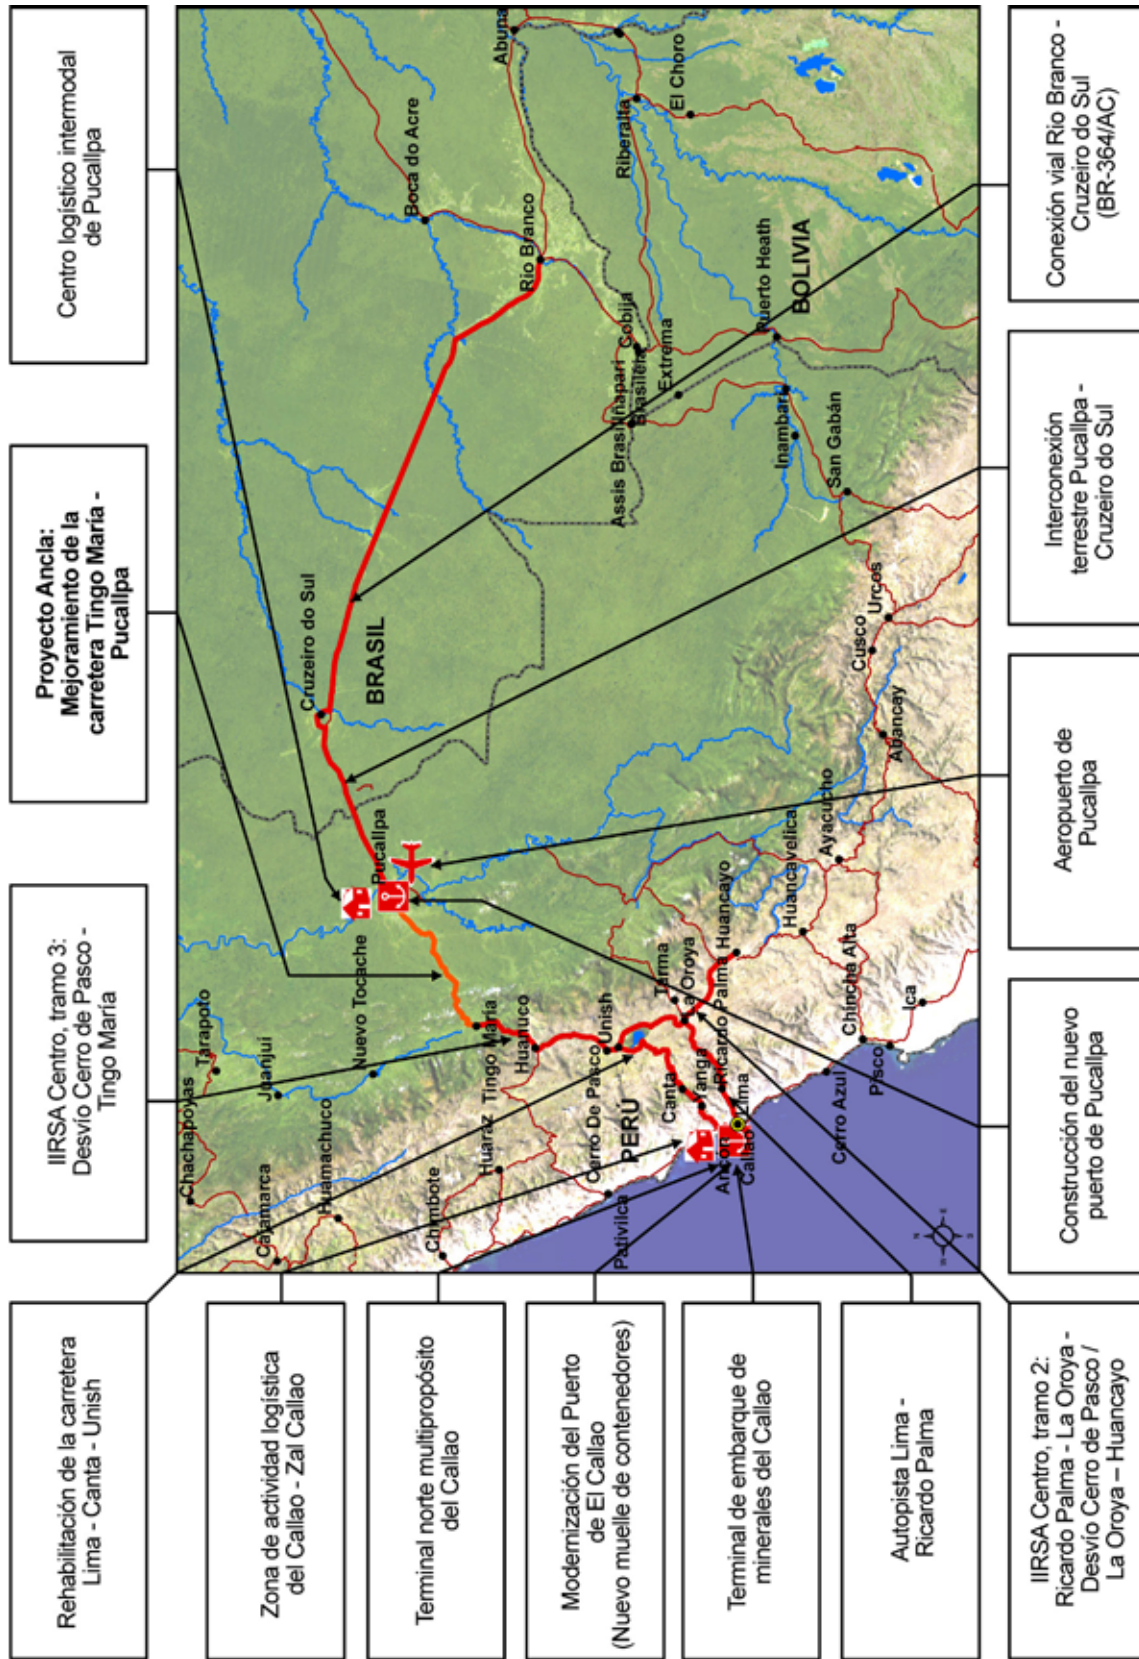 Rehabilitación de la carretera
Lima - Canta - Unish
IIRSA Centro, tramo 3:
Desvío Cerro de Pasco -
Tingo María
Proyecto Ancla:
Mejoramiento de la
carretera Tingo María -
Pucallpa
Centro logístico intermodal
de Pucallpa
Zona de actividad logística
del Callao - Zal Callao
Terminal norte multipropósito
del Callao
Modernización del Puerto
de El Callao
(Nuevo muelle de contenedores)
Terminal de embarque de
minerales del Callao
Autopista Lima -
Ricardo Palma
IIRSA Centro, tramo 2:
Ricardo Palma - La Oroya -
Desvío Cerro de Pasco /
La Oroya – Huancayo
Construcción del nuevo
puerto de Pucallpa
Aeropuerto de
Pucallpa
Interconexión
terrestre Pucallpa -
Cruzeiro do Sul
Conexión vial Rio Branco -
Cruzeiro do Sul
(BR-364/AC)
Chachapoyas
Tarapoto
Cajamarca
Juanjui
Huamachuco
Nuevo Tocache
Chimbote
Huaraz
Tingo María
Huanuco
Pucallpa
Cruzeiro do Sul
BRASIL
Boca do Acre
Rio Branco
Abuna
Cerro De Pasco
Unish
Pativilca
PERU
Canta
Yanga
Tarma
La Oroya
Ricardo Palma
Huancayo
Ancon
Callao
Lima
Assis Brasil
Iñapari
Brasileia
Cobija
Extrema
Riberalta
El Choro
Puerto Heath
BOLIVIA
Inambari
San Gabán
Huancavelica
Ayacucho
Cerro Azul
Chincha Alta
Pisco
Ica
Abancay
Cusco
Urcos
N
W
E
S